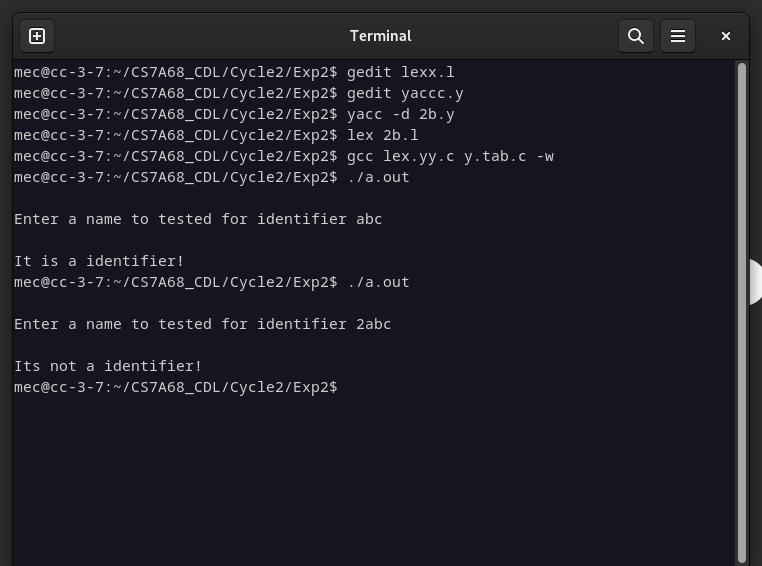 Terminal
mec@cc-3-7:~/CS7A68_CDL/Cycle2/Exp2$ gedit lexx.l
mec@cc-3-7:~/CS7A68_CDL/Cycle2/Exp2$ gedit yaccc.y
mec@cc-3-7:~/CS7A68_CDL/Cycle2/Exp2$ yacc -d 2b.y
mec@cc-3-7:~/CS7A68_CDL/Cycle2/Exp2$ lex 2b.l
mec@cc-3-7:~/CS7A68_CDL/Cycle2/Exp2$ gcc lex.yy.c y.tab.c -w
mec@cc-3-7:~/CS7A68_CDL/Cycle2/Exp2$ ./a.out
Enter a name to tested for identifier abc
It is a identifier!
mec@cc-3-7:~/CS7A68_CDL/Cycle2/Exp2$ ./a.out
Enter a name to tested for identifier 2abc
Its not a identifier!
mec@cc-3-7:~/CS7A68_CDL/Cycle2/Exp2$